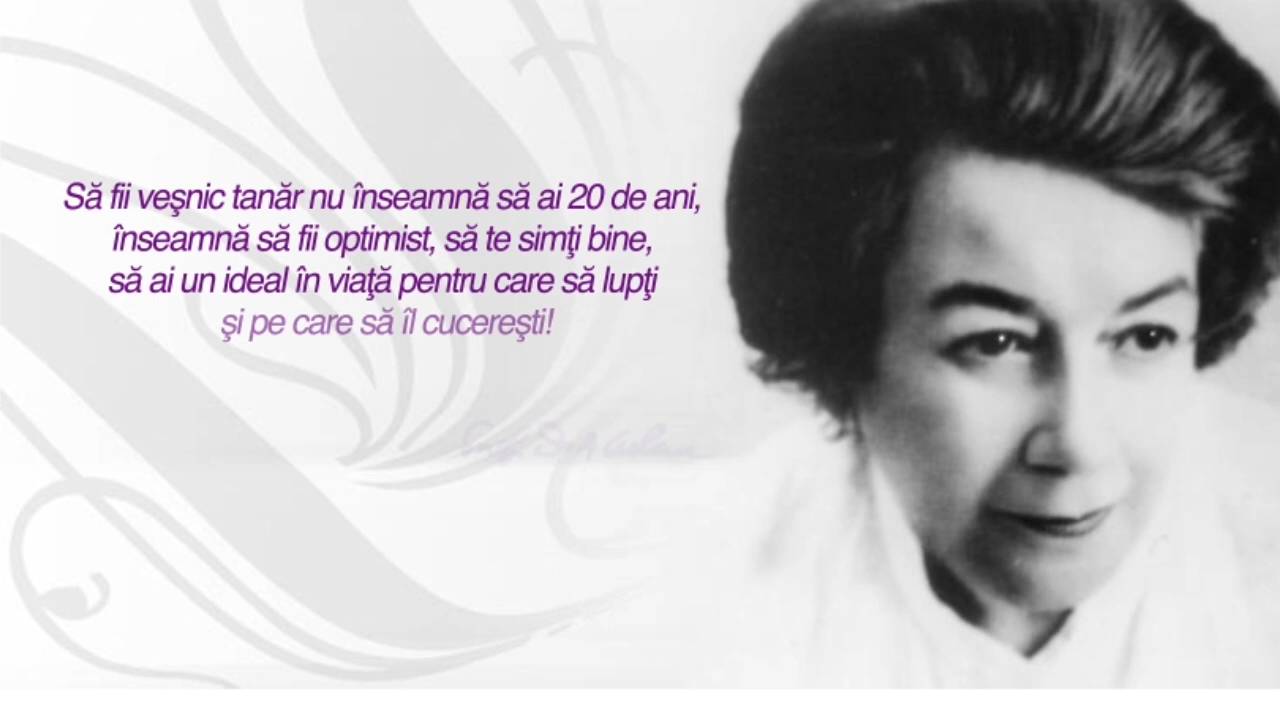 Să fii veşnic tanăr nu înseamnă să ai 20 de ani,
înseamnă să fii optimist, să te simţi bine,
să ai un ideal în viaţă pentru care să lupţi
şi pe care să îl cucereşti!